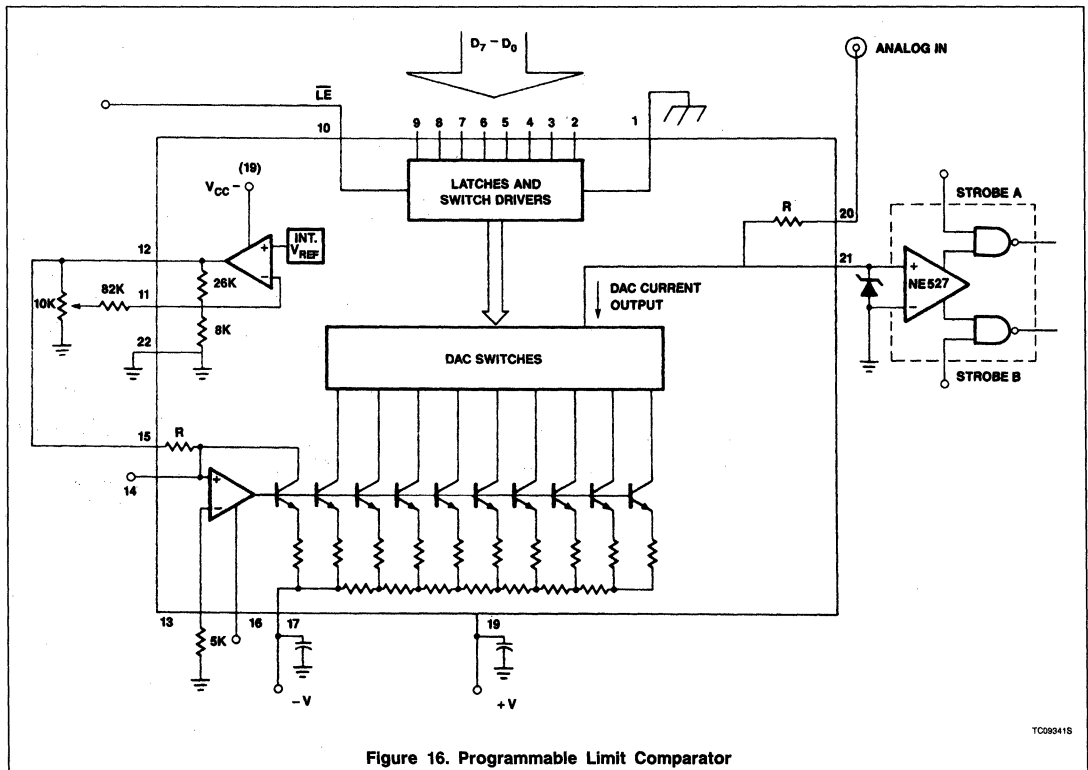 D7 – D0
ANALOG IN
LE
10
9 8 7 6 5 4 3 2
1
(19)
VCC –
LATCHES AND
SWITCH DRIVERS
R
20
STROBE A
12
INT.
VREF
+
–
21
26K
82K
10K
11
DAC CURRENT
OUTPUT
+
NE527
–
8K
22
DAC SWITCHES
STROBE B
15
R
14
+
–
13
16
17
19
5K
– V
+ V
TC09341S
Figure 16. Programmable Limit Comparator